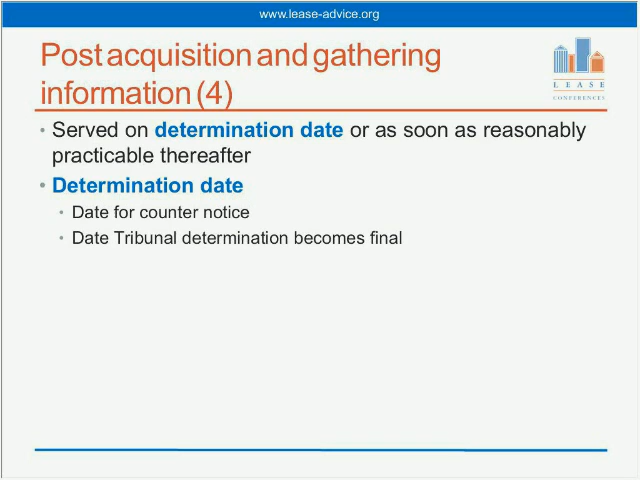 www.lease-advice.org
Post acquisition and gathering
information (4)
L E A S E
CONFERENCES
• Served on determination date or as soon as reasonably
practicable thereafter
• Determination date
• Date for counter notice
• Date Tribunal determination becomes final